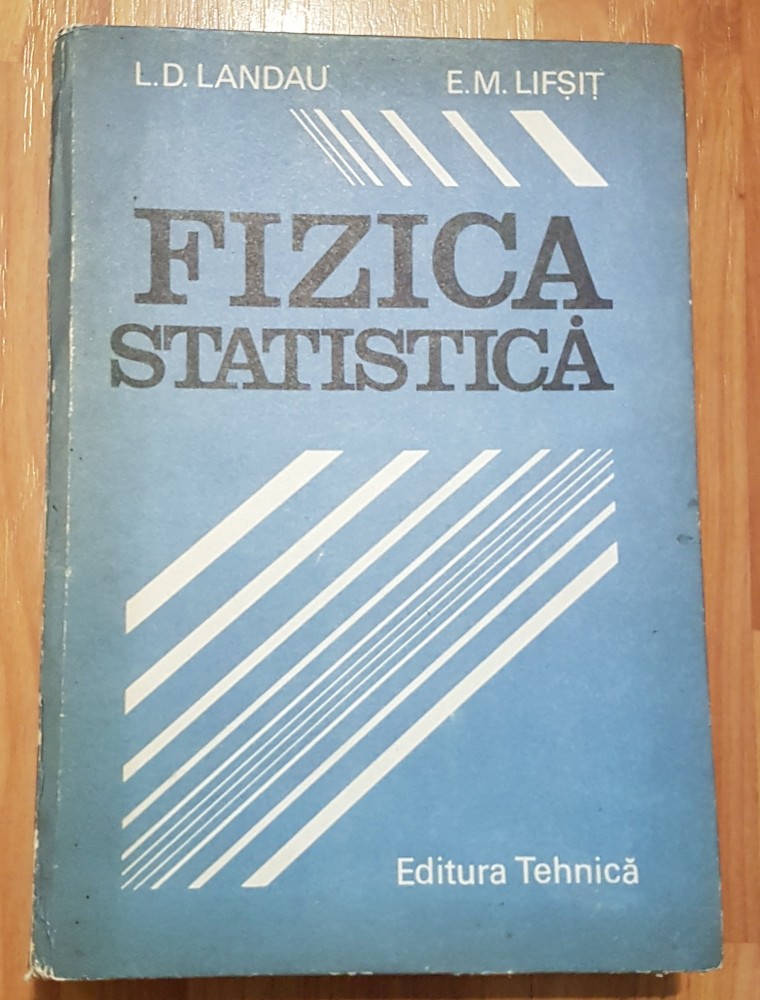 L.D. LANDAU E.M. LIFȘIȚ
FIZICA
STATISTICĂ
Editura Tehnică